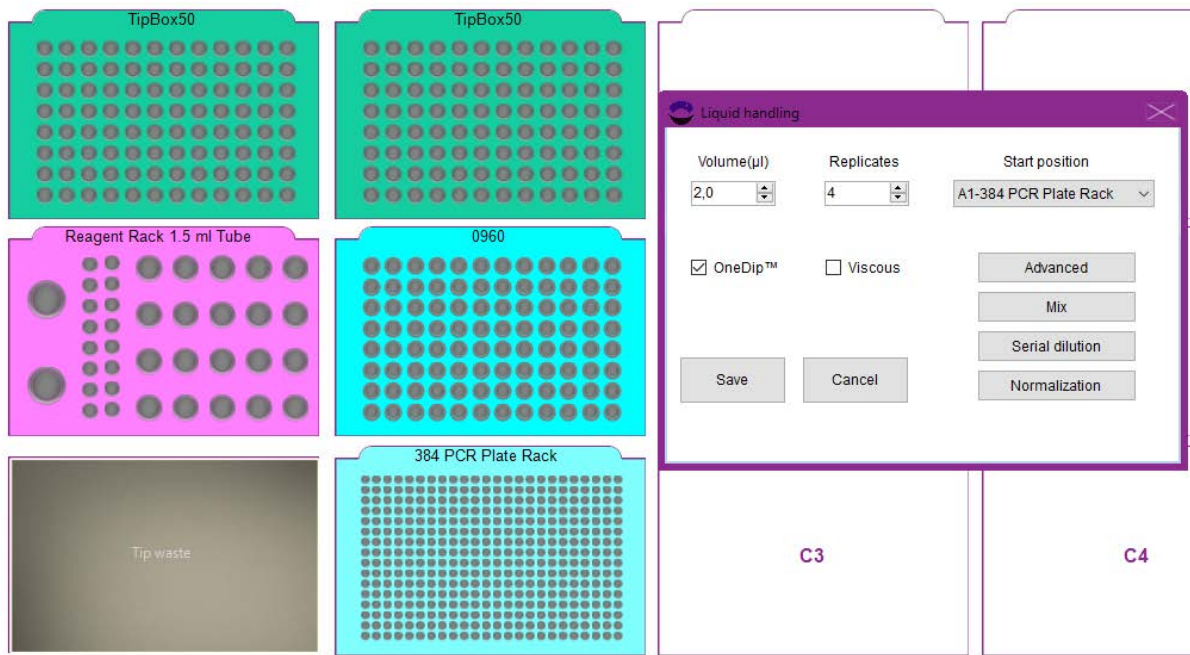 TipBox50
TipBox50
Liquid handling
Volume(µl)
Replicates
Start position
2,0
4
A1-384 PCR Plate Rack
Reagent Rack 1.5 ml Tube
0960
OneDip™
Viscous
Advanced
Mix
Serial dilution
Save
Cancel
Normalization
384 PCR Plate Rack
Tip waste
C3
C4